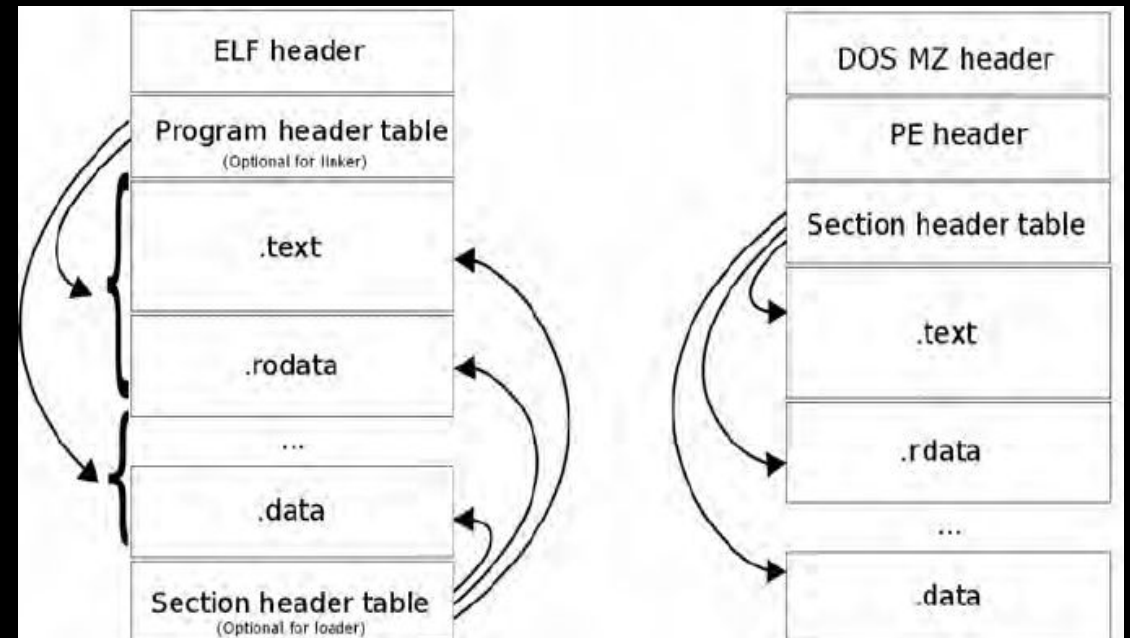 ELF header
Program header table
(Optional for linker)
.text
.rodata
...
.data
Section header table
(Optional for loader)
DOS MZ header
PE header
Section header table
.text
.rdata
...
.data